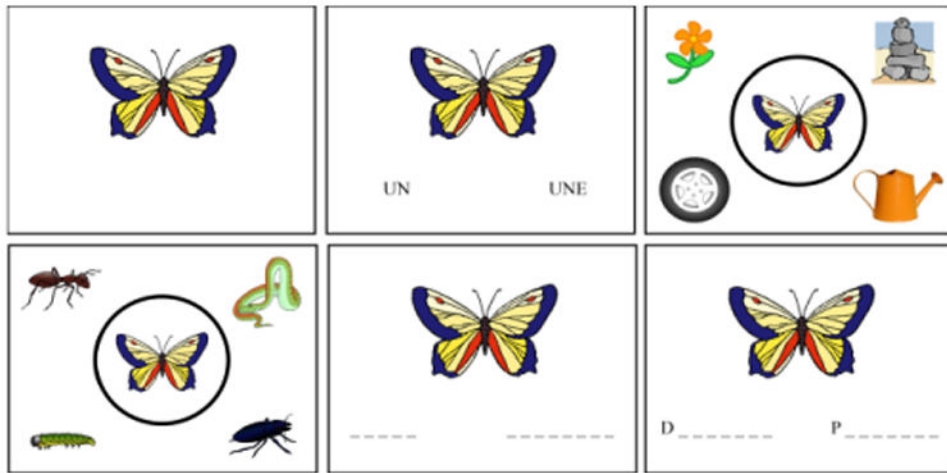 UN UNE
_ _ _ _ _ _ _ _ _ _ _ _ _ D _ _ _ _ _ _ _ P _ _ _ _ _ _ _